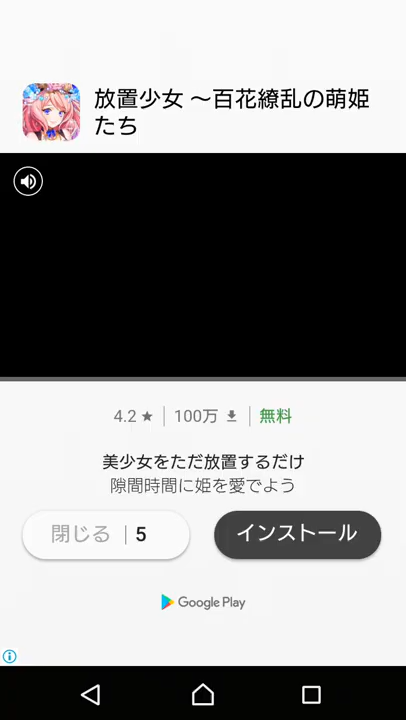 放置少女 〜百花繚乱の萌姫
たち
4.2 ★ | 100万 | 無料
美少女をただ放置するだけ
隙間時間に姫を愛でよう
閉じる | 5
インストール
Google Play